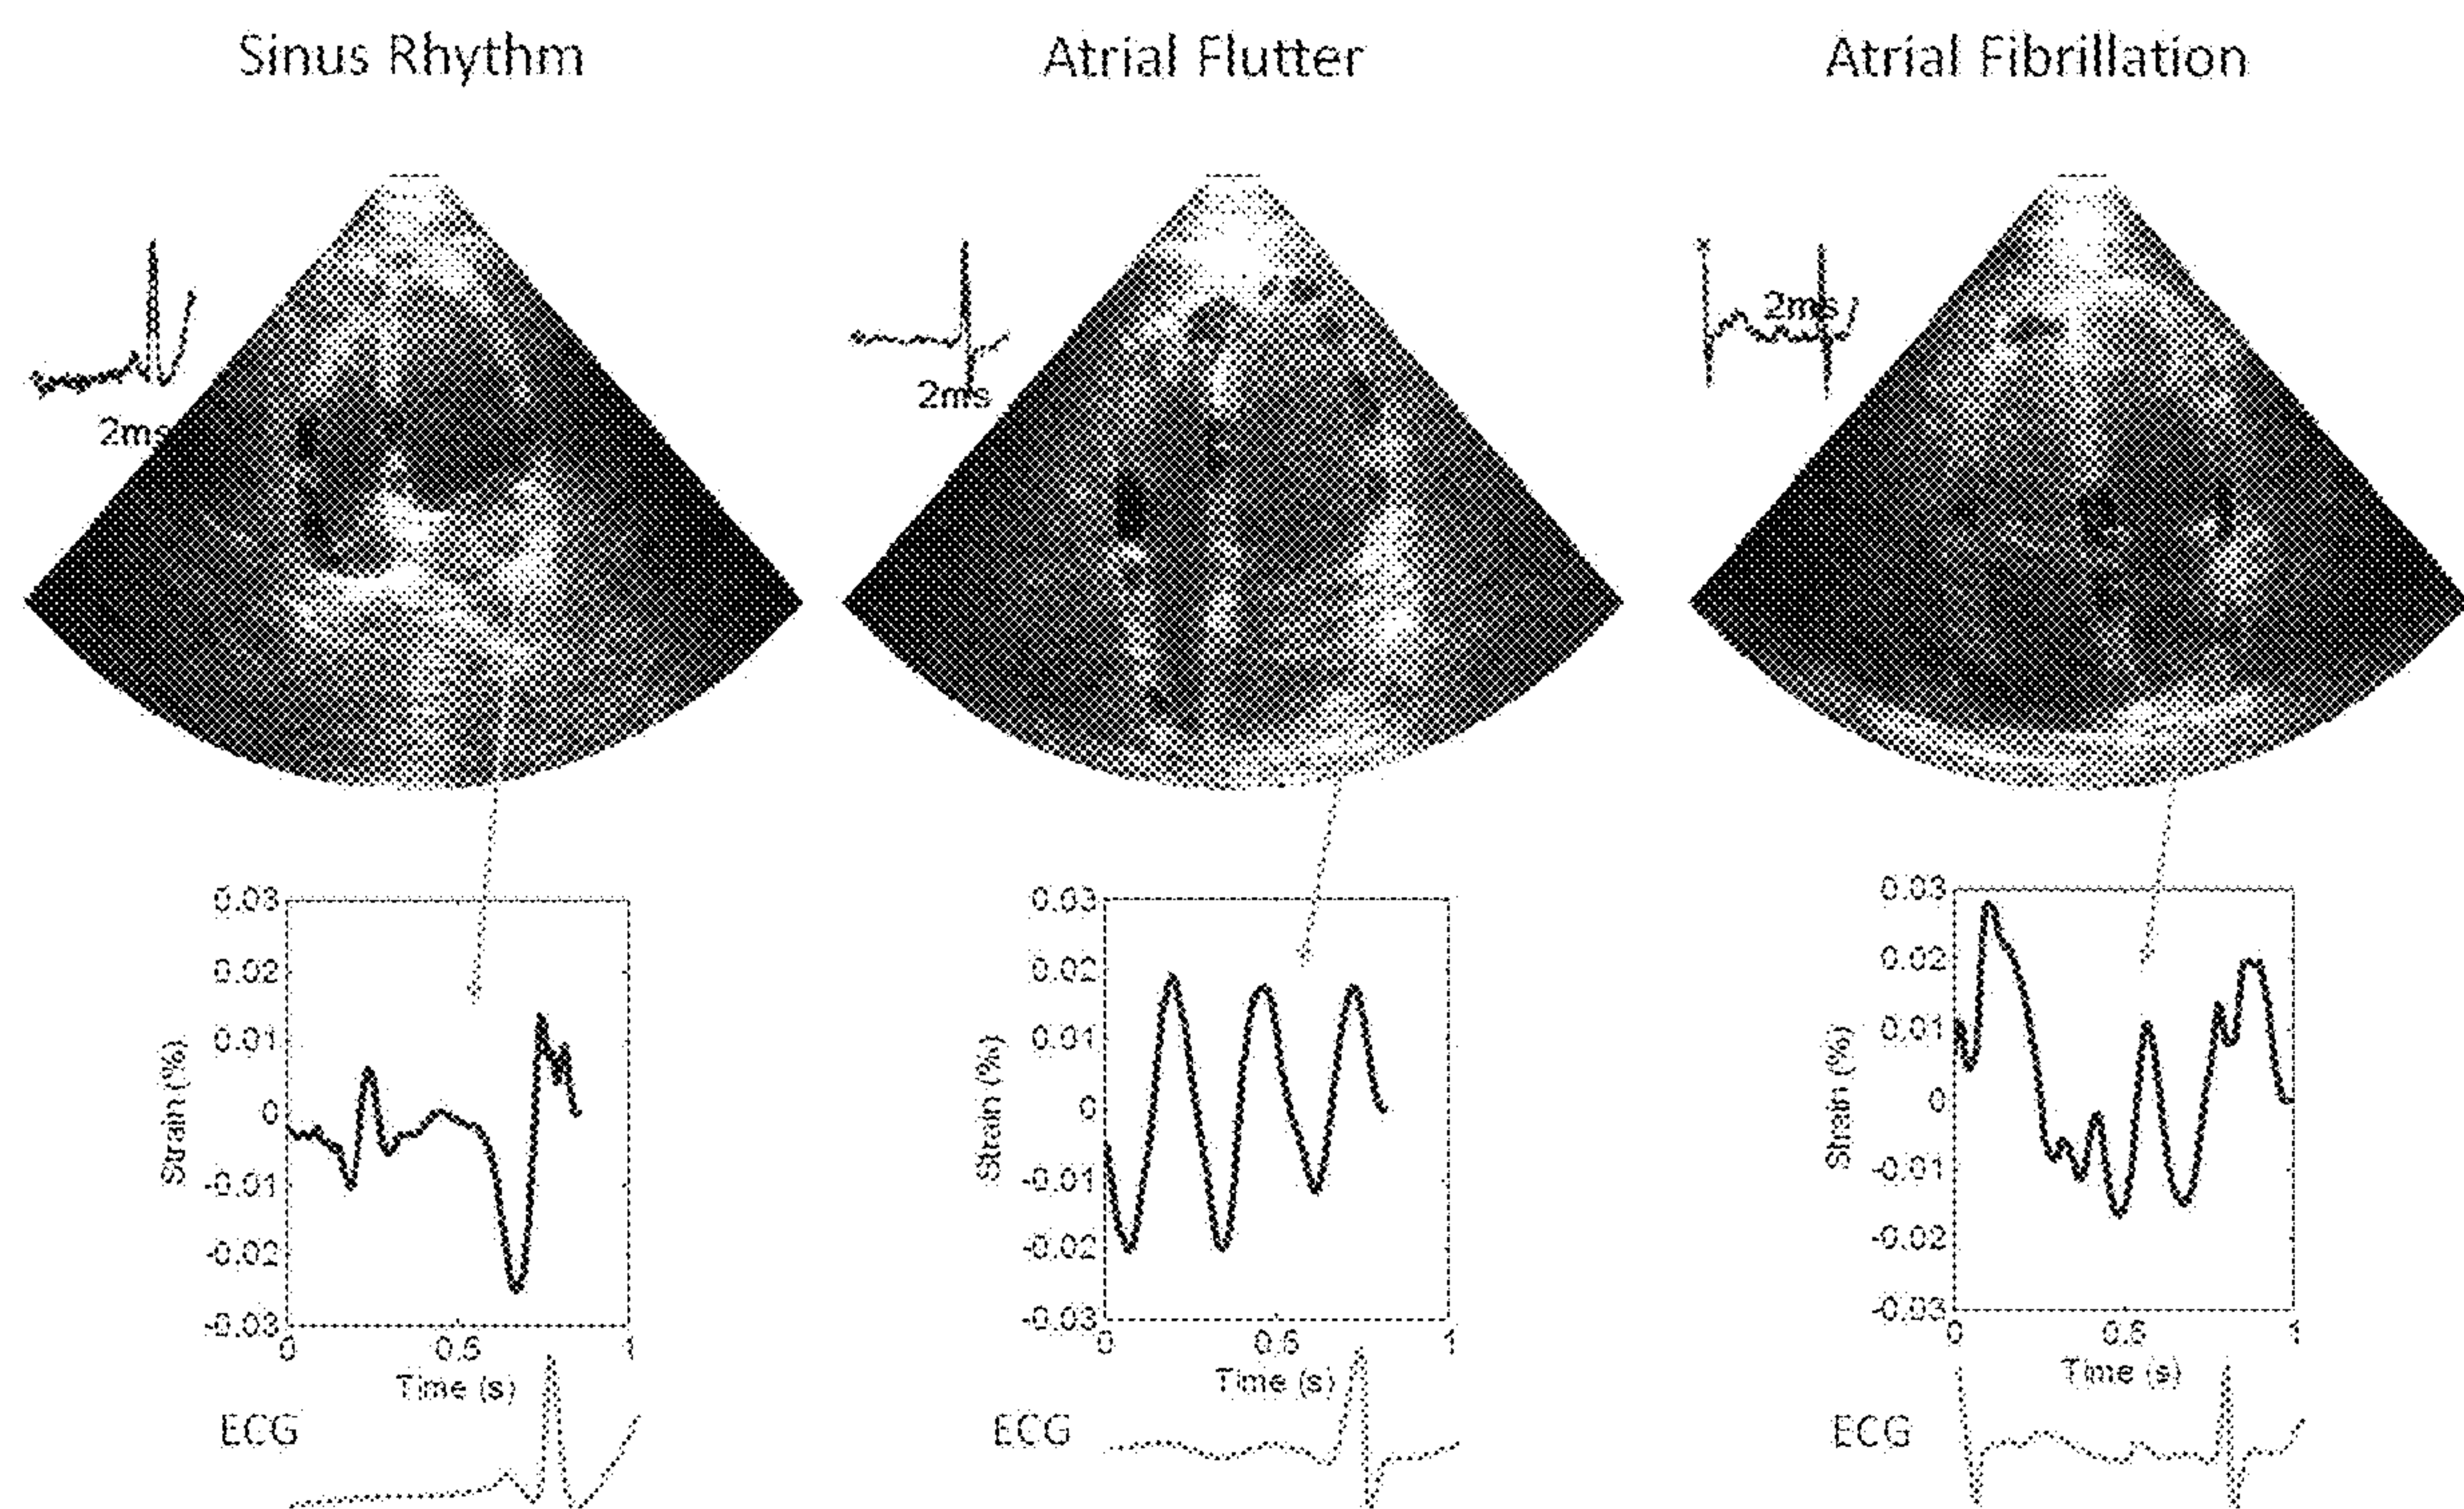 Sinus Rhythm
Atrial Flutter
Atrial Fibrillation
2ms
2ms
2ms
0.03
0.02
0.01
0
-0.01
-0.02
-0.03
Strain (%)
0
0.5
1
Time (s)
ECG
0.03
0.02
0.01
0
-0.01
-0.02
-0.03
Strain (%)
0
0.5
1
Time (s)
ECG
0.03
0.02
0.01
0
-0.01
-0.02
-0.03
Strain (%)
0
0.5
1
Time (s)
ECG